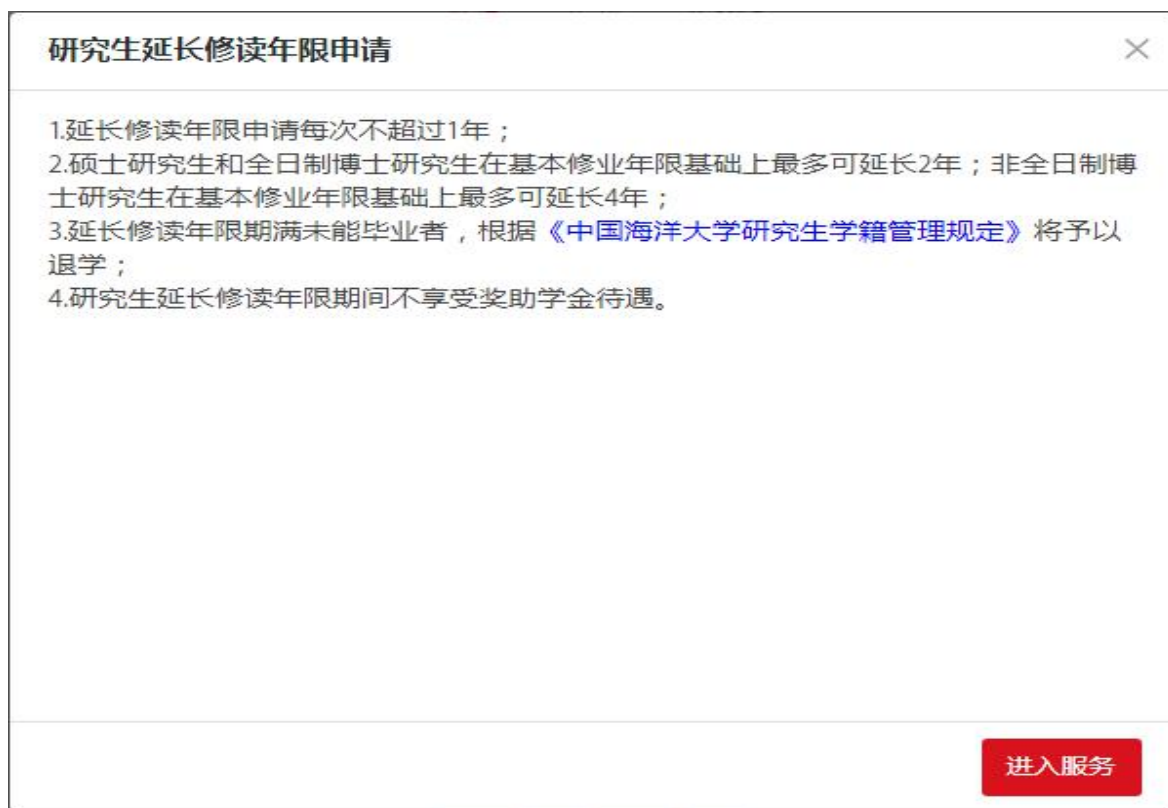 研究生延长修读年限申请
1.延长修读年限申请每次不超过1年；
2.硕士研究生和全日制博士研究生在基本修业年限基础上最多可延长2年；非全日制博
士研究生在基本修业年限基础上最多可延长4年；
3.延长修读年限期满未能毕业者，根据《中国海洋大学研究生学籍管理规定》将予以
退学；
4.研究生延长修读年限期间不享受奖助学金待遇。
进入服务